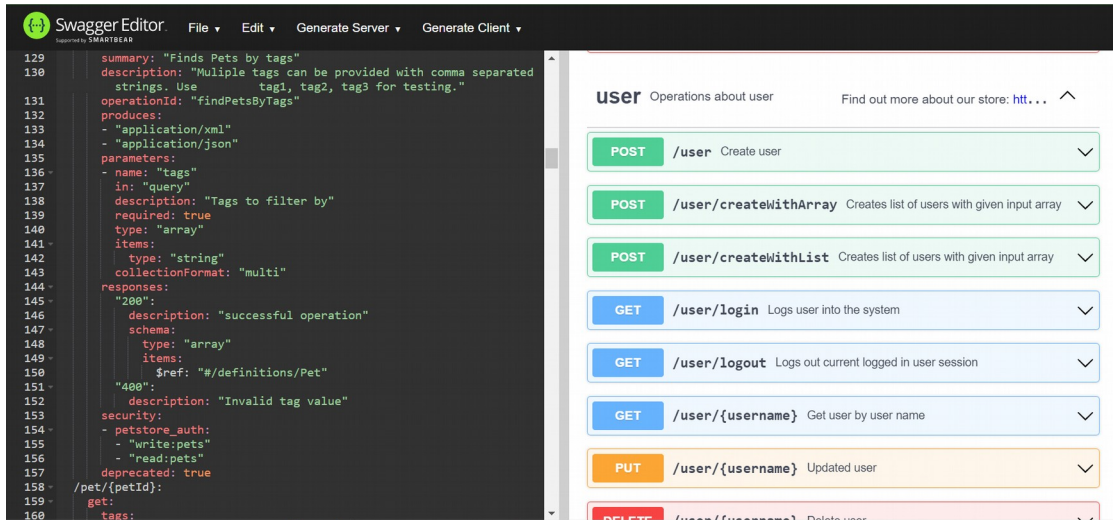 Swagger Editor.
Supported by SMARTBEAR
File ▾ Edit ▾ Generate Server ▾ Generate Client ▾
129 summary: "Finds Pets by tags"
130 description: "Muliple tags can be provided with comma separated
strings. Use tag1, tag2, tag3 for testing."
131 operationId: "findPetsByTags"
132 produces:
133 - "application/xml"
134 - "application/json"
135 parameters:
136 - name: "tags"
137 in: "query"
138 description: "Tags to filter by"
139 required: true
140 type: "array"
141 items:
142 type: "string"
143 collectionFormat: "multi"
144 responses:
145 "200":
146 description: "successful operation"
147 schema:
148 type: "array"
149 items:
150 $ref: "#/definitions/Pet"
151 "400":
152 description: "Invalid tag value"
153 security:
154 - petstore_auth:
155 - "write:pets"
156 - "read:pets"
157 deprecated: true
158 /pet/{petId}:
159 get:
160 tags:
user Operations about user Find out more about our store: htt...
POST /user Create user
POST /user/createWithArray Creates list of users with given input array
POST /user/createWithList Creates list of users with given input array
GET /user/login Logs user into the system
GET /user/logout Logs out current logged in user session
GET /user/{username} Get user by user name
PUT /user/{username} Updated user
DELETE /user/{username} Delete user